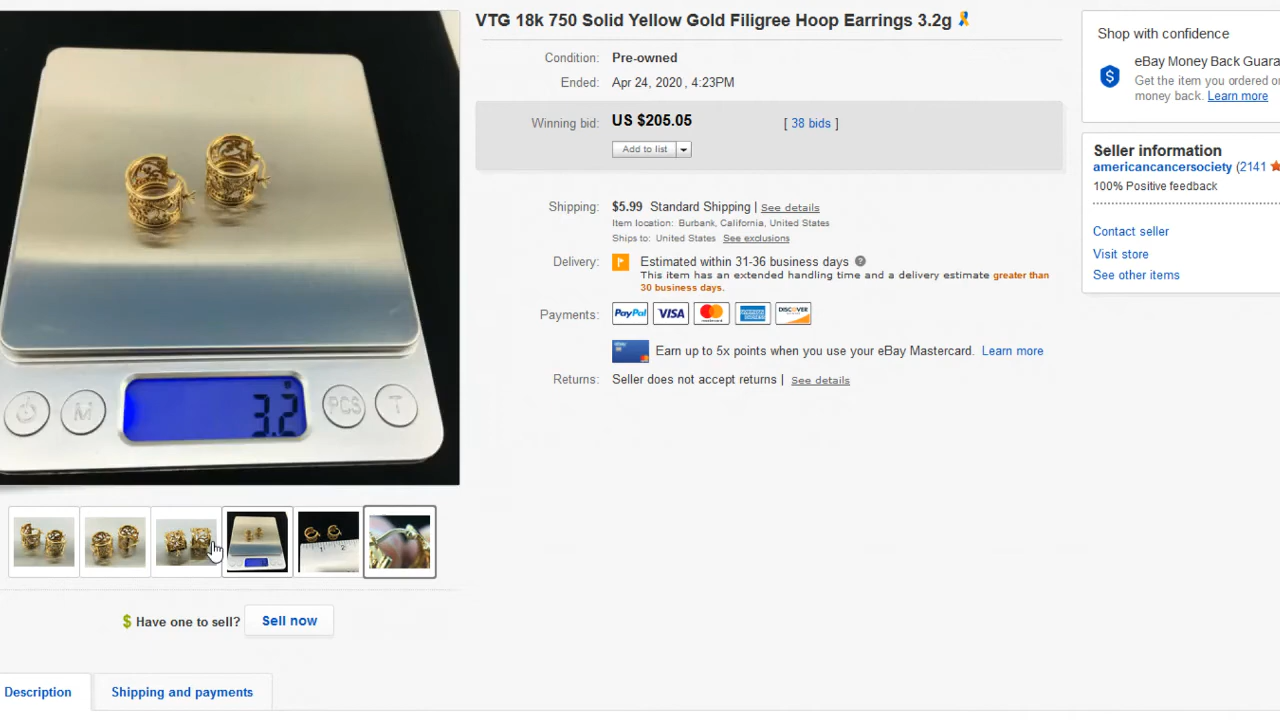 VTG 18k 750 Solid Yellow Gold Filigree Hoop Earrings 3.2g
Condition: Pre-owned
Ended: Apr 24, 2020 , 4:23PM
Winning bid: US $205.05 [ 38 bids ]
Add to list
Shipping: $5.99 Standard Shipping | See details
Item location: Burbank, California, United States
Ships to: United States See exclusions
Delivery: Estimated within 31-36 business days
This item has an extended handling time and a delivery estimate greater than
30 business days.
Payments: PayPal VISA mastercard AMERICAN EXPRESS DISCOVER
Earn up to 5x points when you use your eBay Mastercard. Learn more
Returns: Seller does not accept returns | See details
Shop with confidence
eBay Money Back Guara
Get the item you ordered or
money back. Learn more
Seller information
americancancersociety (2141
100% Positive feedback
Contact seller
Visit store
See other items
3.2
M PCS T
1 2
$ Have one to sell? Sell now
Description Shipping and payments